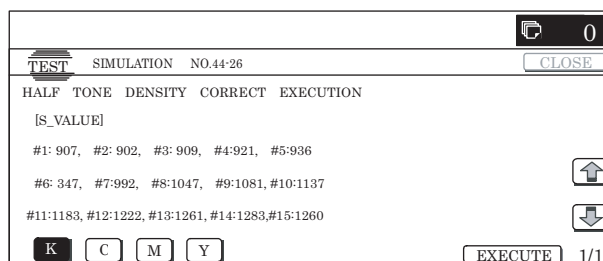 0
TEST SIMULATION NO.44-26 CLOSE
HALF TONE DENSITY CORRECT EXECUTION
[S_VALUE]
#1: 907, #2: 902, #3: 909, #4:921, #5:936
#6: 347, #7:992, #8:1047, #9:1081, #10:1137
#11:1183, #12:1222, #13:1261, #14:1283,#15:1260
K C M Y EXECUTE 1/1